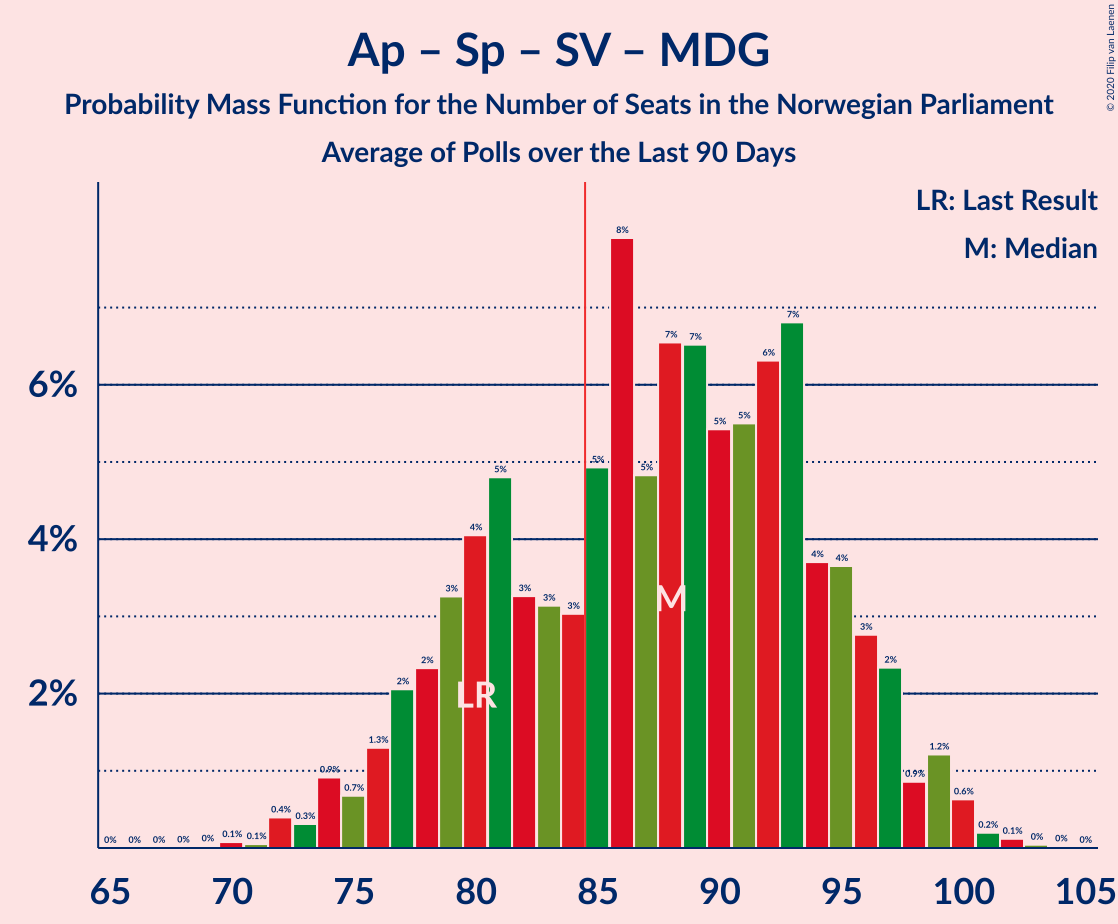 Ap – Sp – SV – MDG
Probability Mass Function for the Number of Seats in the Norwegian Parliament
Average of Polls over the Last 90 Days
© 2020 Filip van Laenen
LR: Last Result
M: Median
6%
4%
2%
0% 0% 0% 0% 0% 0.1% 0.1% 0.4% 0.3% 0.9% 0.7% 1.3% 2% 2% 3% 4% 5% 3% 3% 3% 5% 8% 5% 7% 7% 5% 5% 6% 7% 4% 4% 3% 2% 0.9% 1.2% 0.6% 0.2% 0.1% 0% 0% 0%
LR
M
65 70 75 80 85 90 95 100 105